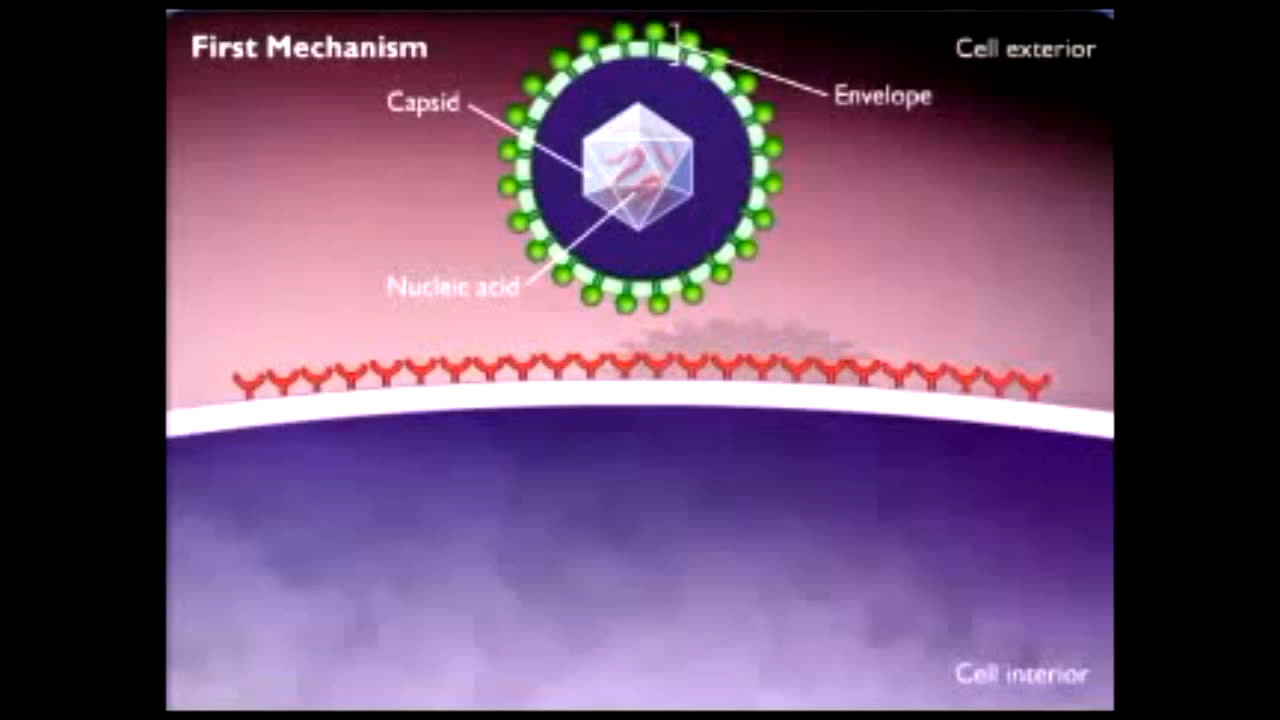 First Mechanism
Cell exterior
Capsid
Envelope
Nucleic acid
Cell interior